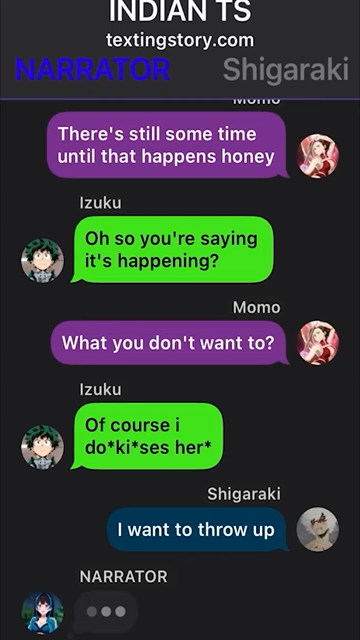 INDIAN TS
textingstory.com
NARRATOR Shigaraki
Momo
There's still some time
until that happens honey
Izuku
Oh so you're saying
it's happening?
Momo
What you don't want to?
Izuku
Of course i
do*ki*ses her*
Shigaraki
I want to throw up
NARRATOR